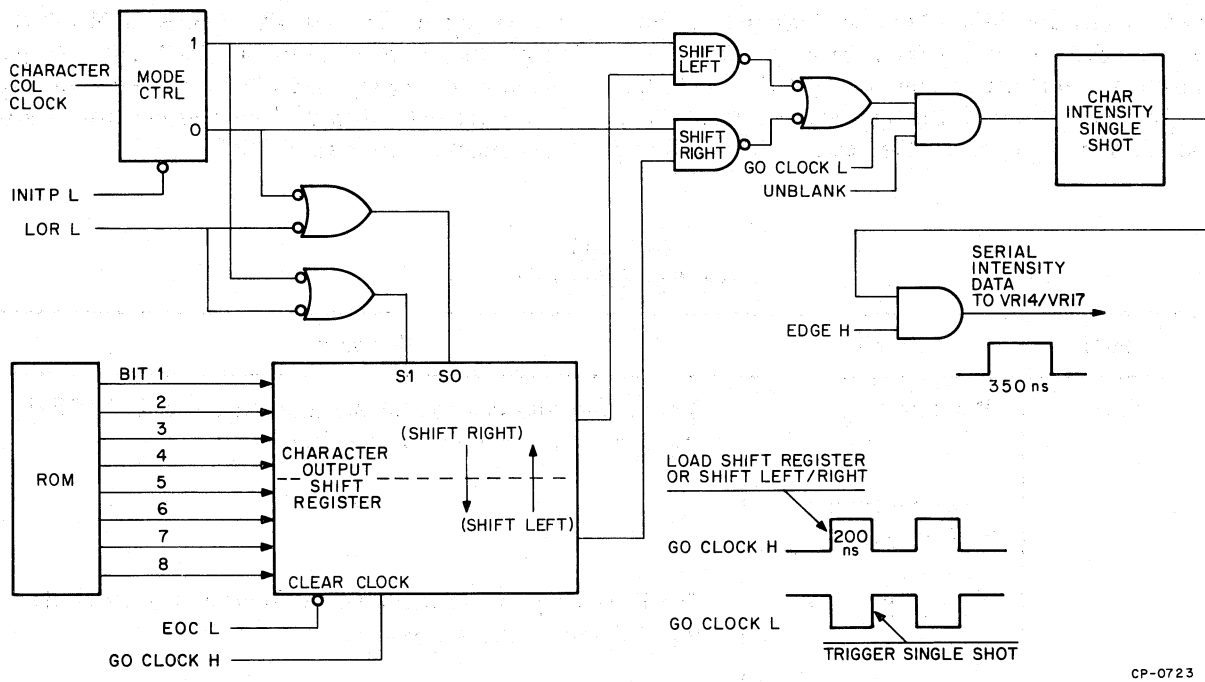 CHARACTER
COL
CLOCK
MODE
CTRL
1
0
INITP L
LOR L
SHIFT
LEFT
SHIFT
RIGHT
GO CLOCK L
UNBLANK
CHAR
INTENSITY
SINGLE
SHOT
SERIAL
INTENSITY
DATA
TO VR14/VR17
EDGE H
350 ns
ROM
BIT 1
2
3
4
5
6
7
8
S1 S0
CHARACTER
OUTPUT
SHIFT
REGISTER
(SHIFT RIGHT)
(SHIFT LEFT)
CLEAR CLOCK
EOC L
GO CLOCK H
LOAD SHIFT REGISTER
OR SHIFT LEFT/RIGHT
GO CLOCK H
200
ns
GO CLOCK L
TRIGGER SINGLE SHOT
CP-0723